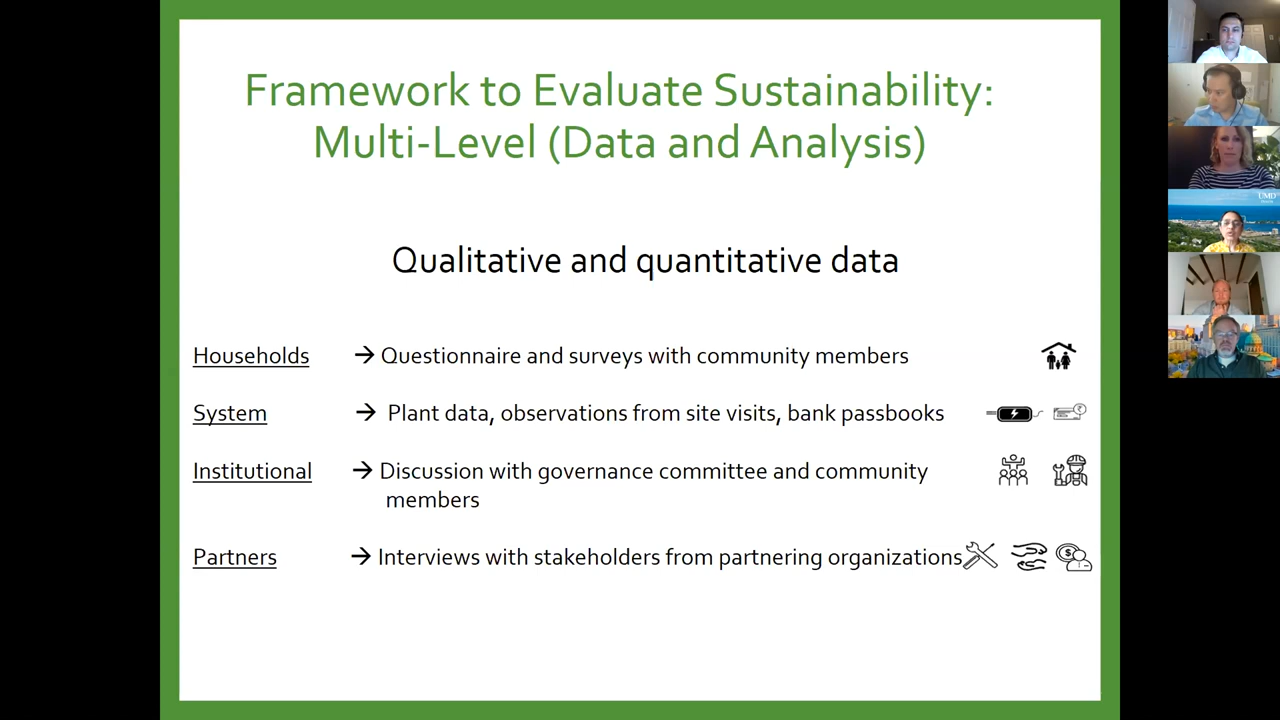 Framework to Evaluate Sustainability:
Multi-Level (Data and Analysis)
Qualitative and quantitative data
Households → Questionnaire and surveys with community members
System → Plant data, observations from site visits, bank passbooks
Institutional → Discussion with governance committee and community
members
Partners → Interviews with stakeholders from partnering organizations
UMD